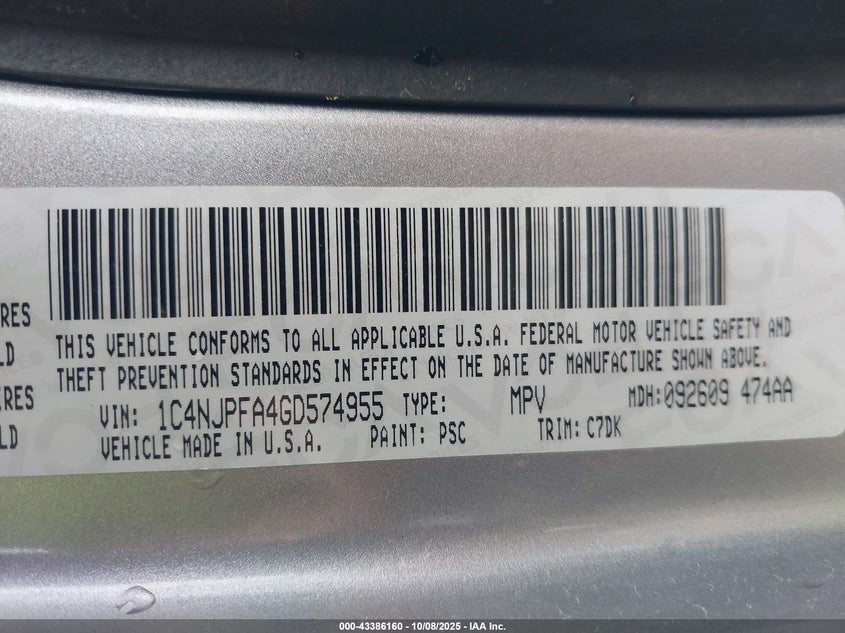 RES
LD
RES
LD
THIS VEHICLE CONFORMS TO ALL APPLICABLE U.S.A. FEDERAL MOTOR VEHICLE SAFETY AND
THEFT PREVENTION STANDARDS IN EFFECT ON THE DATE OF MANUFACTURE SHOWN ABOVE.
VIN: 1C4NJPFA4GD574955 TYPE: MPV MDH: 092609 474AA
VEHICLE MADE IN U.S.A. PAINT: PSC TRIM: C7DK
000-43386160 - 10/08/2025 - IAA Inc.